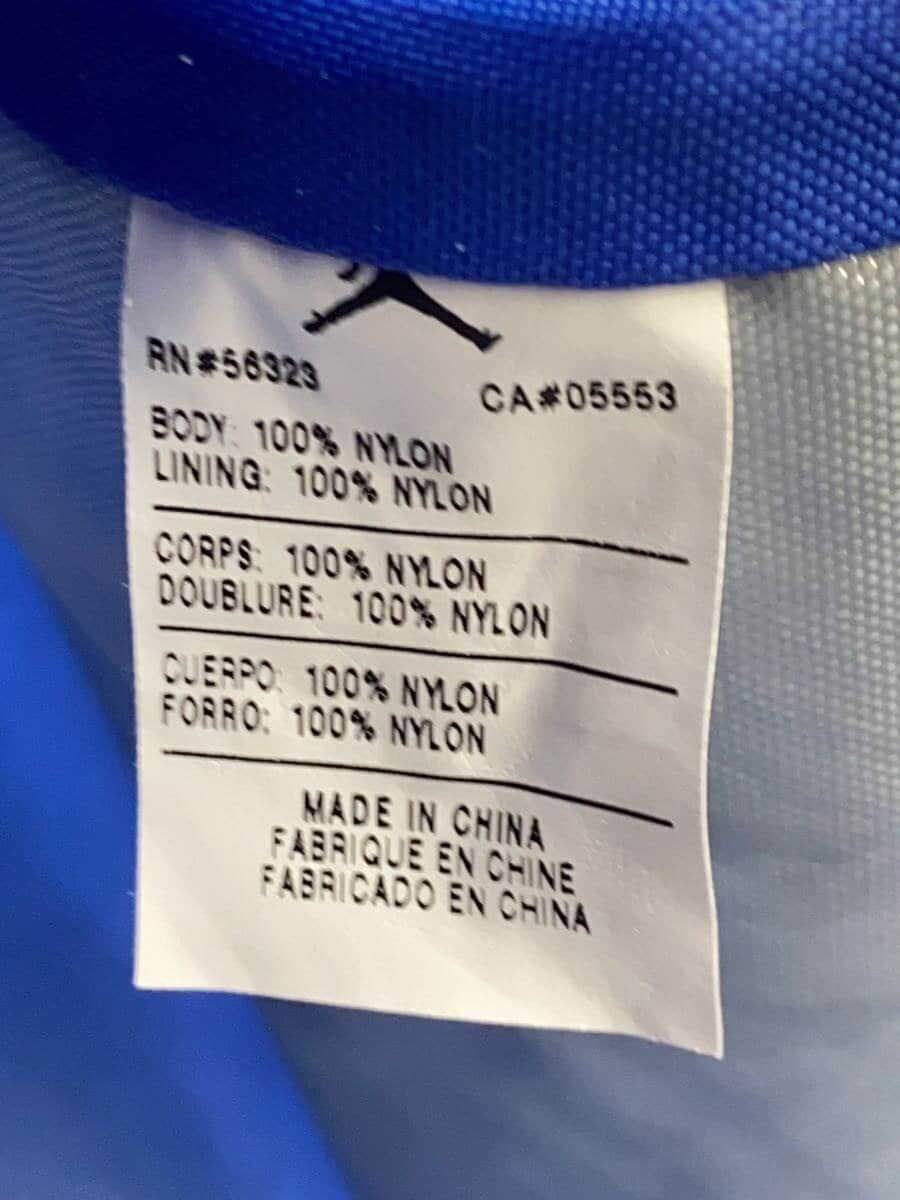 RN#56323
CA#05553
BODY: 100% NYLON
LINING: 100% NYLON
CORPS: 100% NYLON
DOUBLURE: 100% NYLON
CUERPO: 100% NYLON
FORRO: 100% NYLON
MADE IN CHINA
FABRIQUE EN CHINE
FABRICADO EN CHINA